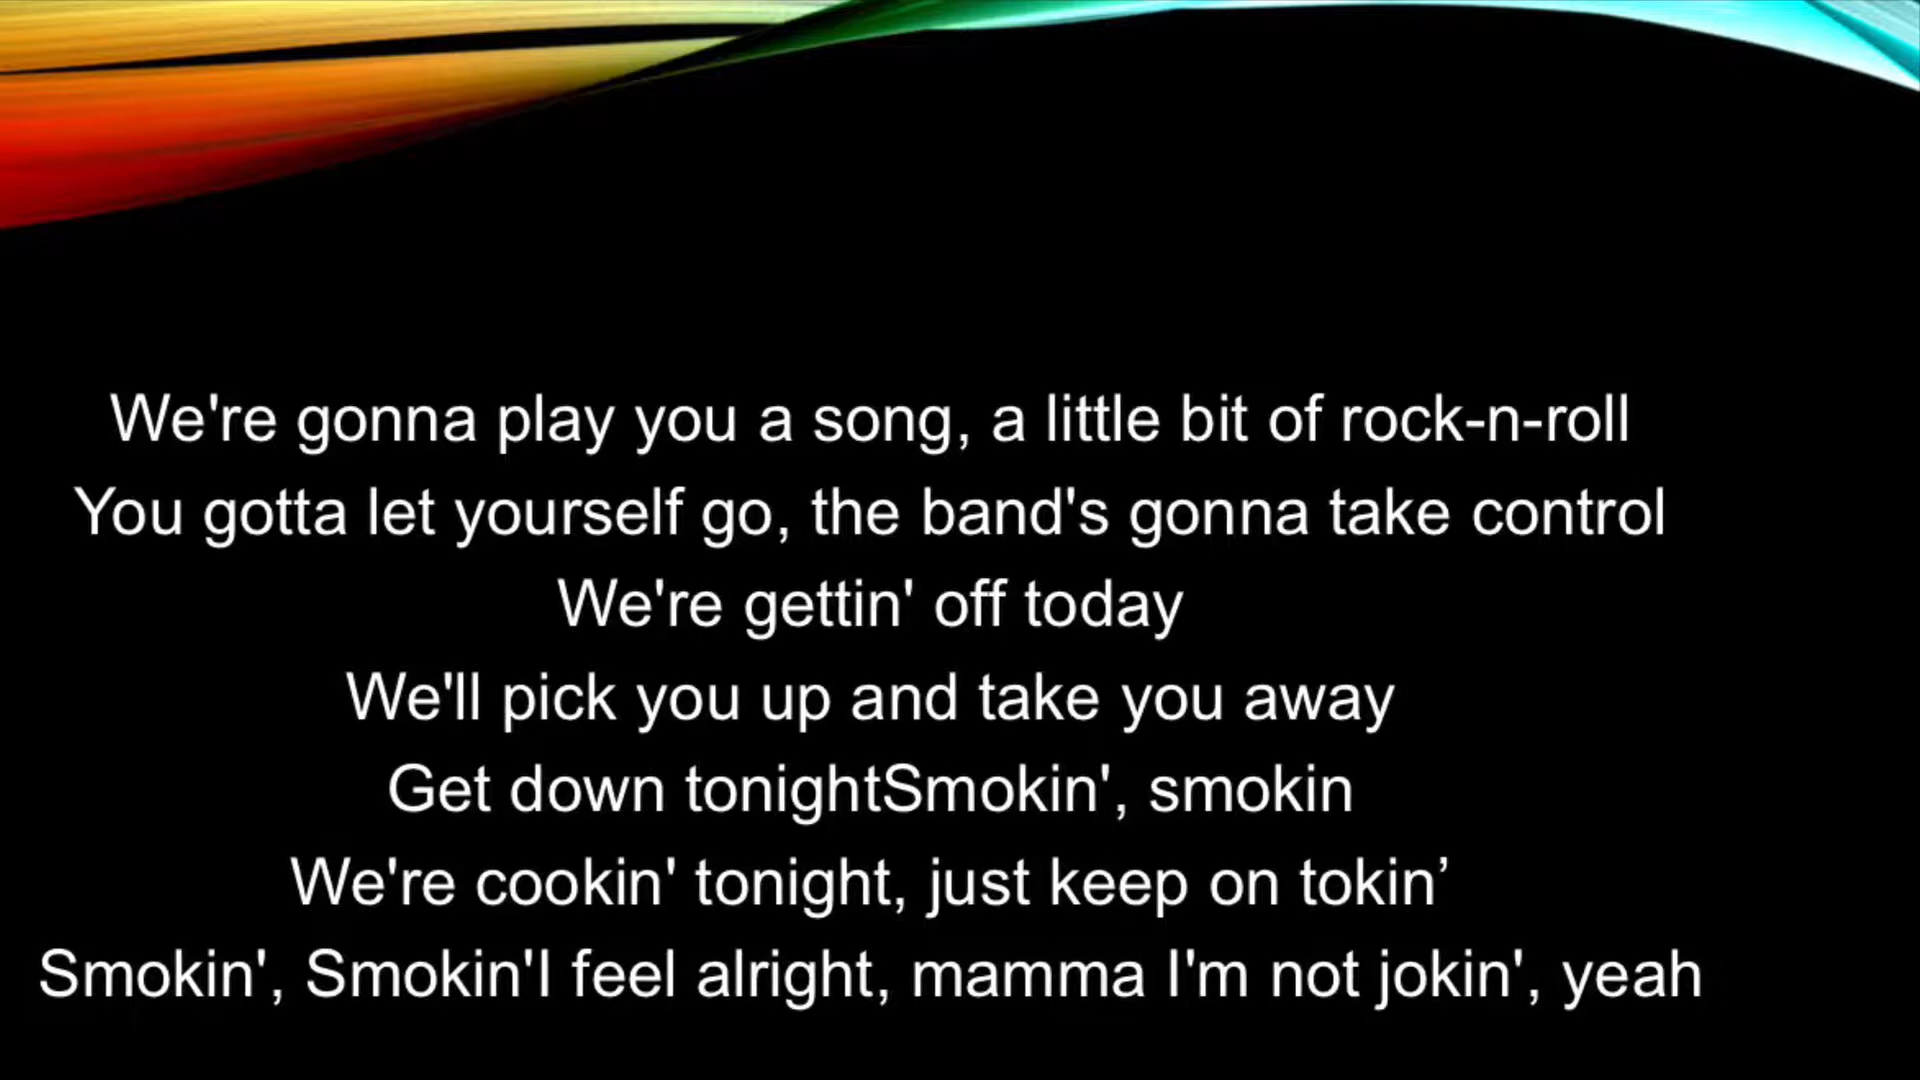 We're gonna play you a song, a little bit of rock-n-roll
You gotta let yourself go, the band's gonna take control
We're gettin' off today
We'll pick you up and take you away
Get down tonightSmokin', smokin
We're cookin' tonight, just keep on tokin’
Smokin', Smokin'I feel alright, mamma I'm not jokin', yeah